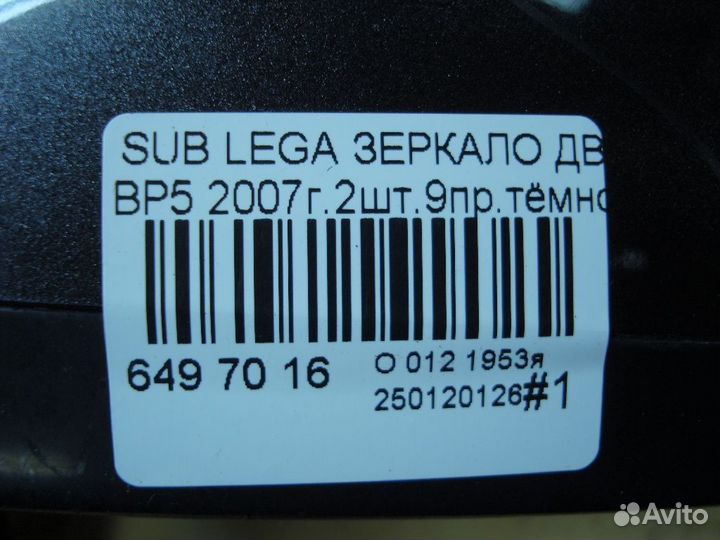 SUB LEGA ЗЕРКАЛО ДВ
BP5 2007г.2шт.9пр.тёмно
649 70 16
О 012 1953я
250120126#1
Avito